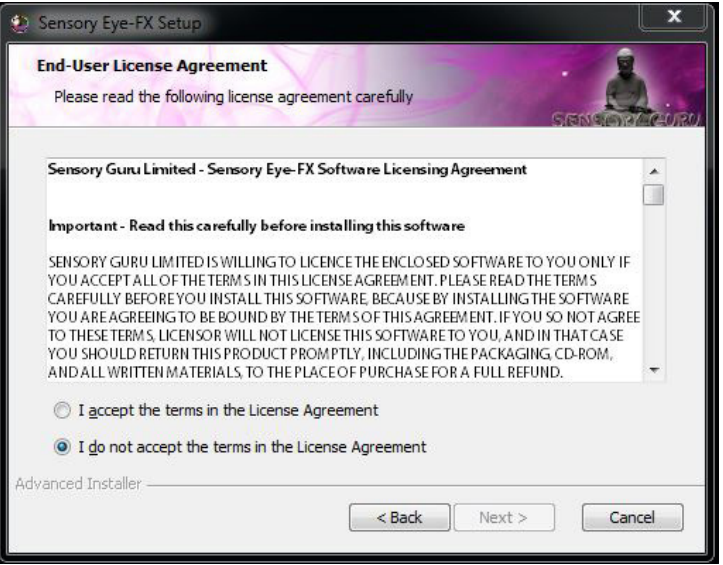 Sensory Eye-FX Setup
x
End-User License Agreement
Please read the following license agreement carefully
SENSORY GURU
Sensory Guru Limited - Sensory Eye-FX Software Licensing Agreement
Important - Read this carefully before installing this software
SENSORY GURU LIMITED IS WILLING TO LICENCE THE ENCLOSED SOFTWARE TO YOU ONLY IF
YOU ACCEPT ALL OF THE TERMS IN THIS LICENSE AGREEMENT. PLEASE READ THE TERMS
CAREFULLY BEFORE YOU INSTALL THIS SOFTWARE, BECAUSE BY INSTALLING THE SOFTWARE
YOU ARE AGREEING TO BE BOUND BY THE TERMS OF THIS AGREEMENT. IF YOU SO NOT AGREE
TO THESE TERMS, LICENSOR WILL NOT LICENSE THIS SOFTWARE TO YOU, AND IN THAT CASE
YOU SHOULD RETURN THIS PRODUCT PROMPTLY, INCLUDING THE PACKAGING, CD-ROM,
AND ALL WRITTEN MATERIALS, TO THE PLACE OF PURCHASE FOR A FULL REFUND.
I accept the terms in the License Agreement
I do not accept the terms in the License Agreement
Advanced Installer
< Back
Next >
Cancel